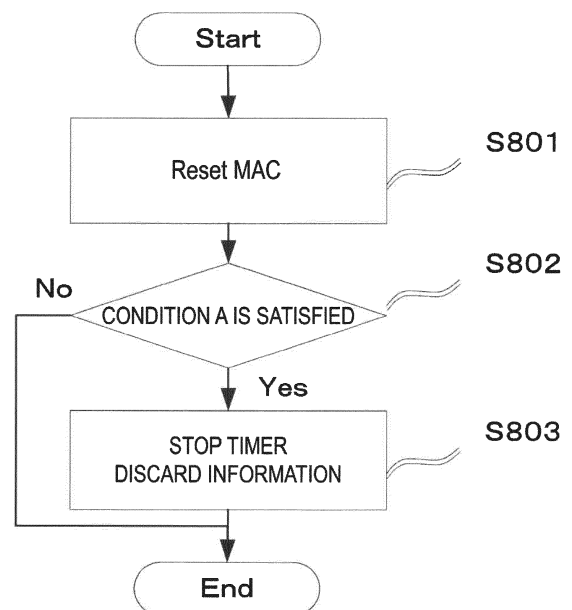 Start
Reset MAC
S801
S802
No
CONDITION A IS SATISFIED
Yes
STOP TIMER
DISCARD INFORMATION
S803
End